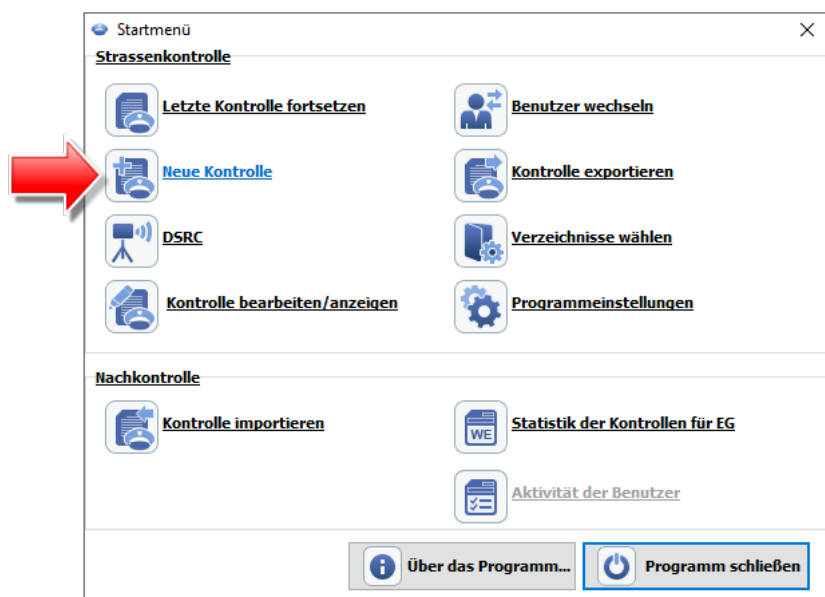 Startmenü
Strassenkontrolle
Letzte Kontrolle fortsetzen
Benutzer wechseln
Neue Kontrolle
Kontrolle exportieren
DSRC
Verzeichnisse wählen
Kontrolle bearbeiten/anzeigen
Programmeinstellungen
Nachkontrolle
Kontrolle importieren
WE
Statistik der Kontrollen für EG
Aktivität der Benutzer
Über das Programm...
Programm schließen